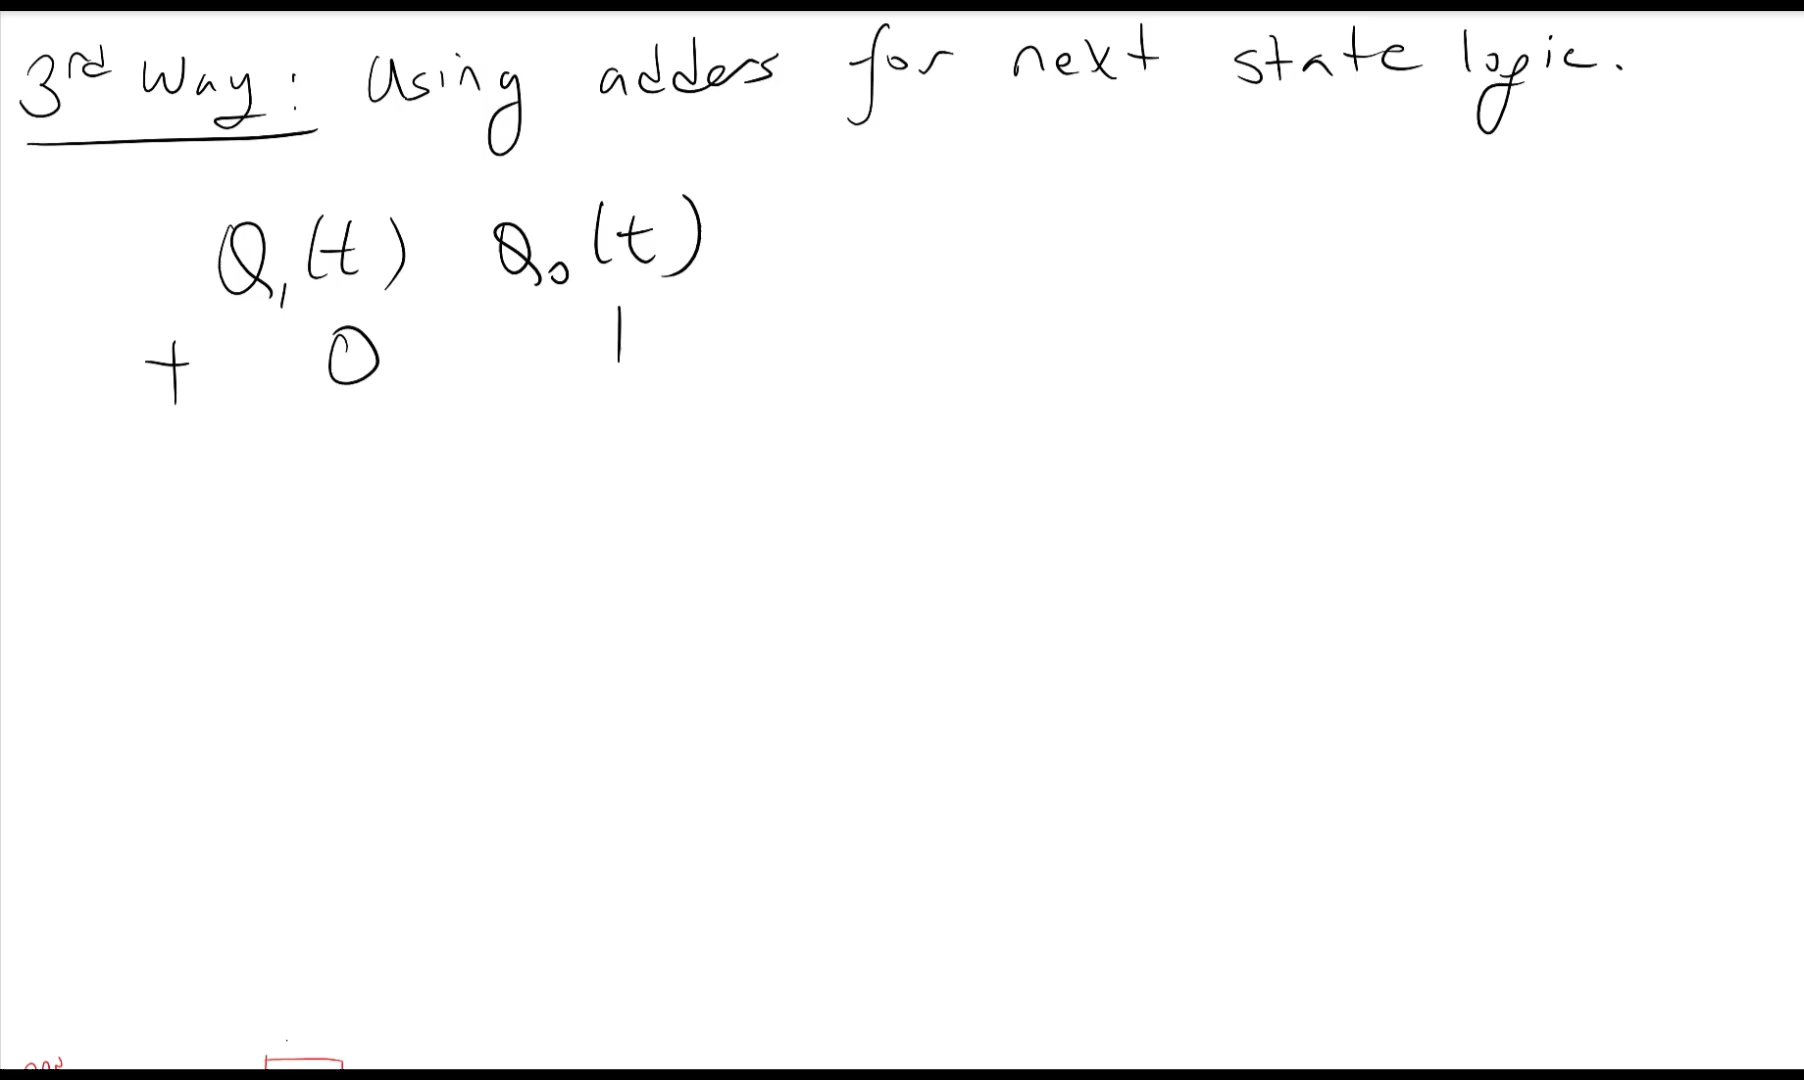 3rd Way: Using adders for next state logic.
Q₁(t) Q₀(t)
+ 0 1